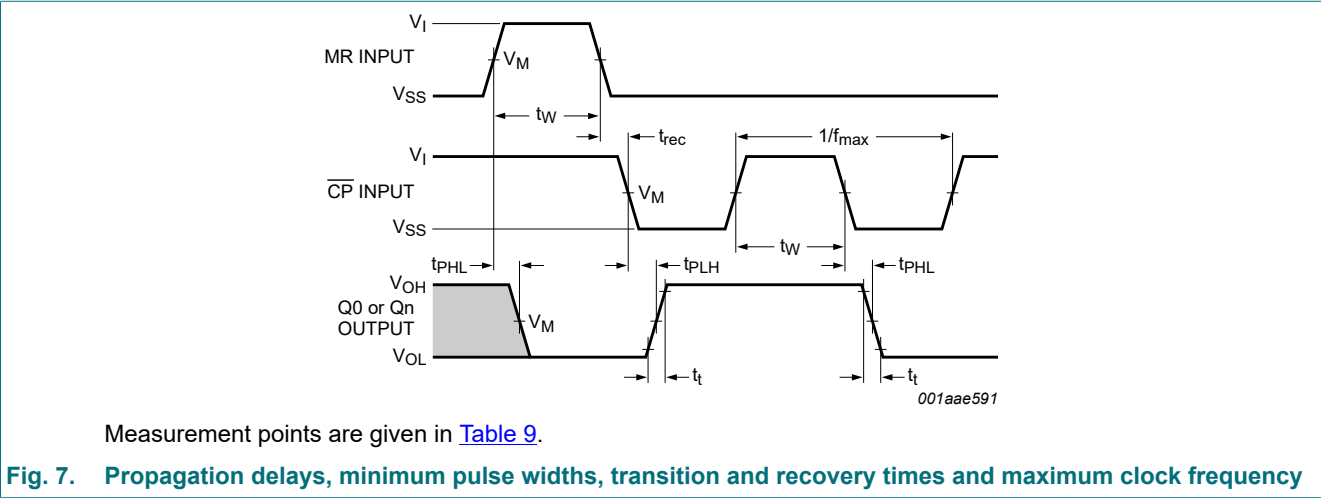 V_I
MR INPUT
V_M
V_SS
t_W
t_rec
1/f_max
V_I
CP INPUT
V_M
V_SS
t_W
t_PHL
t_PLH
t_PHL
V_OH
Q0 or Qn
OUTPUT
V_M
V_OL
t_t
t_t
001aae591
Measurement points are given in Table 9.
Fig. 7. Propagation delays, minimum pulse widths, transition and recovery times and maximum clock frequency